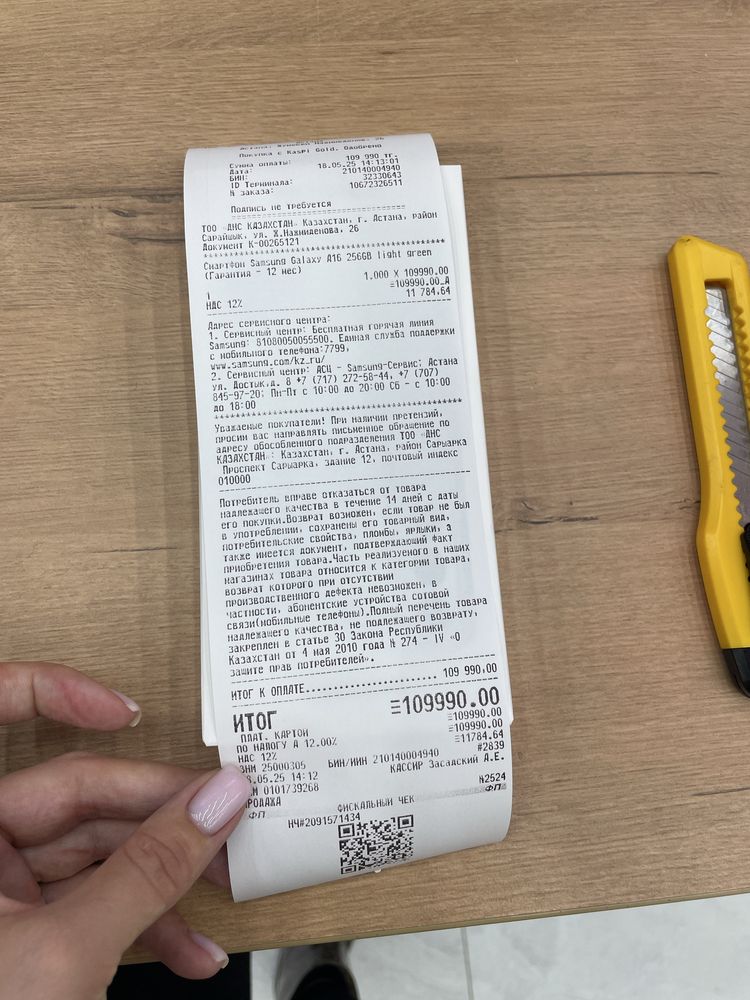 Покупка с Kaspi Gold. Одобрено
Сумма оплаты: 109 990 тг.
Дата: 18.05.25 14:13:01
БИН: 210140004940
ID Терминала: 32330643
N заказа: 10672326511
Подпись не требуется
ТОО «ДНС КАЗАХСТАН» Казахстан, г. Астана, район
Сарайшык, ул. Ж.Нажмиденова, 26
Документ К-00265121
Смартфон Samsung Galaxy A16 256GB light green
(Гарантия - 12 мес)
1.000 X 109990.00
1 =109990.00_А
НДС 12% 11 784.64
Адрес сервисного центра:
1. Сервисный центр: Бесплатная горячая линия
Samsung: 81080050055500. Единая служба поддержки
с мобильного телефона:7799,
www.samsung.com/kz_ru/
2. Сервисный центр: АСЦ - Samsung-Сервис; Астана
ул. Достык,д. 8 +7 (717) 272-58-44, +7 (707)
845-97-20; Пн-Пт с 10:00 до 20:00 Сб - с 10:00
до 18:00
Уважаемые покупатели! При наличии претензий,
просим вас направлять письменное обращение по
адресу обособленного подразделения ТОО «ДНС
КАЗАХСТАН»: Казахстан, г. Астана, район Сарыарка
Проспект Сарыарка, здание 12, почтовый индекс
010000
Потребитель вправе отказаться от товара
надлежащего качества в течение 14 дней с даты
его покупки.Возврат возможен, если товар не был
в употреблении, сохранены его товарный вид,
потребительские свойства, пломбы, ярлыки, а
также имеется документ, подтверждающий факт
приобретения товара.Часть реализуемого в наших
магазинах товара относится к категории товара,
возврат которого при отсутствии
производственного дефекта невозможен, в
частности, абонентские устройства сотовой
связи(мобильные телефоны).Полный перечень товара
надлежащего качества, не подлежащего возврату,
закреплен в статье 30 Закона Республики
Казахстан от 4 мая 2010 года N 274 - IV «О
защите прав потребителей».
ИТОГ К ОПЛАТЕ...................... 109 990.00
ИТОГ =109990.00
ПЛАТ. КАРТОЙ =109990.00
ПО НАЛОГУ А 12.00% =109990.00
НДС 12% =11784.64
ЗНМ 25000305 БИН/ИИН 210140004940 #2839
.05.25 14:12 КАССИР Засадский А.Е.
0101739268
N2524
ФП ФИСКАЛЬНЫЙ ЧЕК ФП
НЧ#2091571434